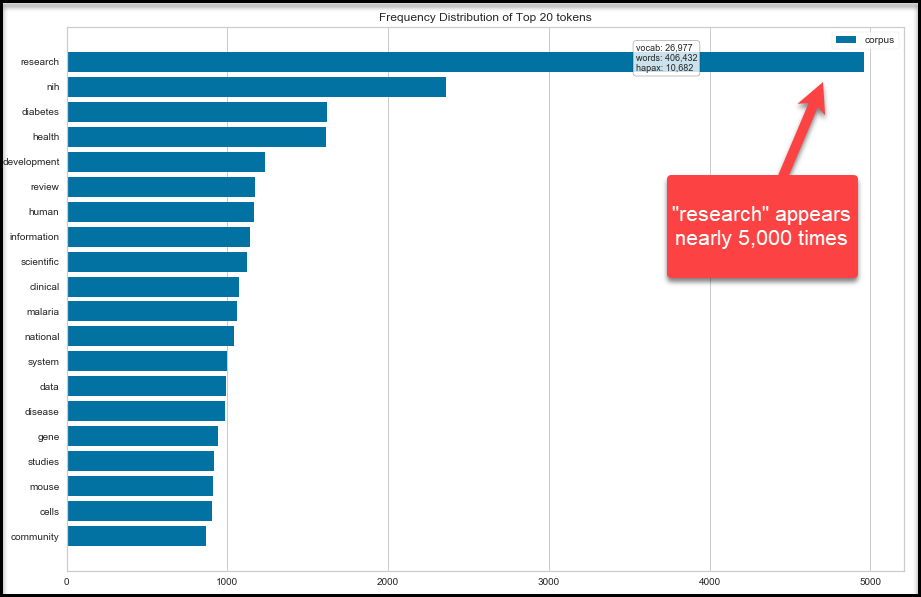 Frequency Distribution of Top 20 tokens
corpus
vocab: 26,977
words: 406,432
hapax: 10,682
research
nih
diabetes
health
development
review
human
information
scientific
clinical
malaria
national
system
data
disease
gene
studies
mouse
cells
community
"research" appears
nearly 5,000 times
0 1000 2000 3000 4000 5000